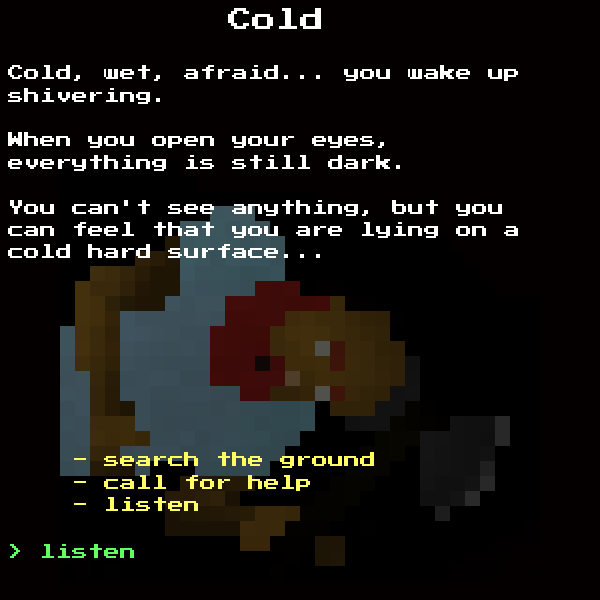 Cold
Cold, wet, afraid... you wake up
shivering.
When you open your eyes,
everything is still dark.
You can't see anything, but you
can feel that you are lying on a
cold hard surface...
- search the ground
- call for help
- listen
> listen